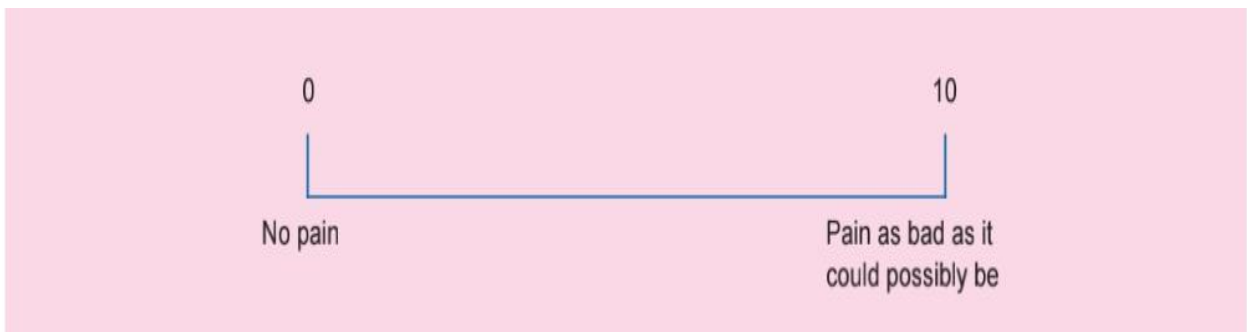 0
10
No pain
Pain as bad as it
could possibly be